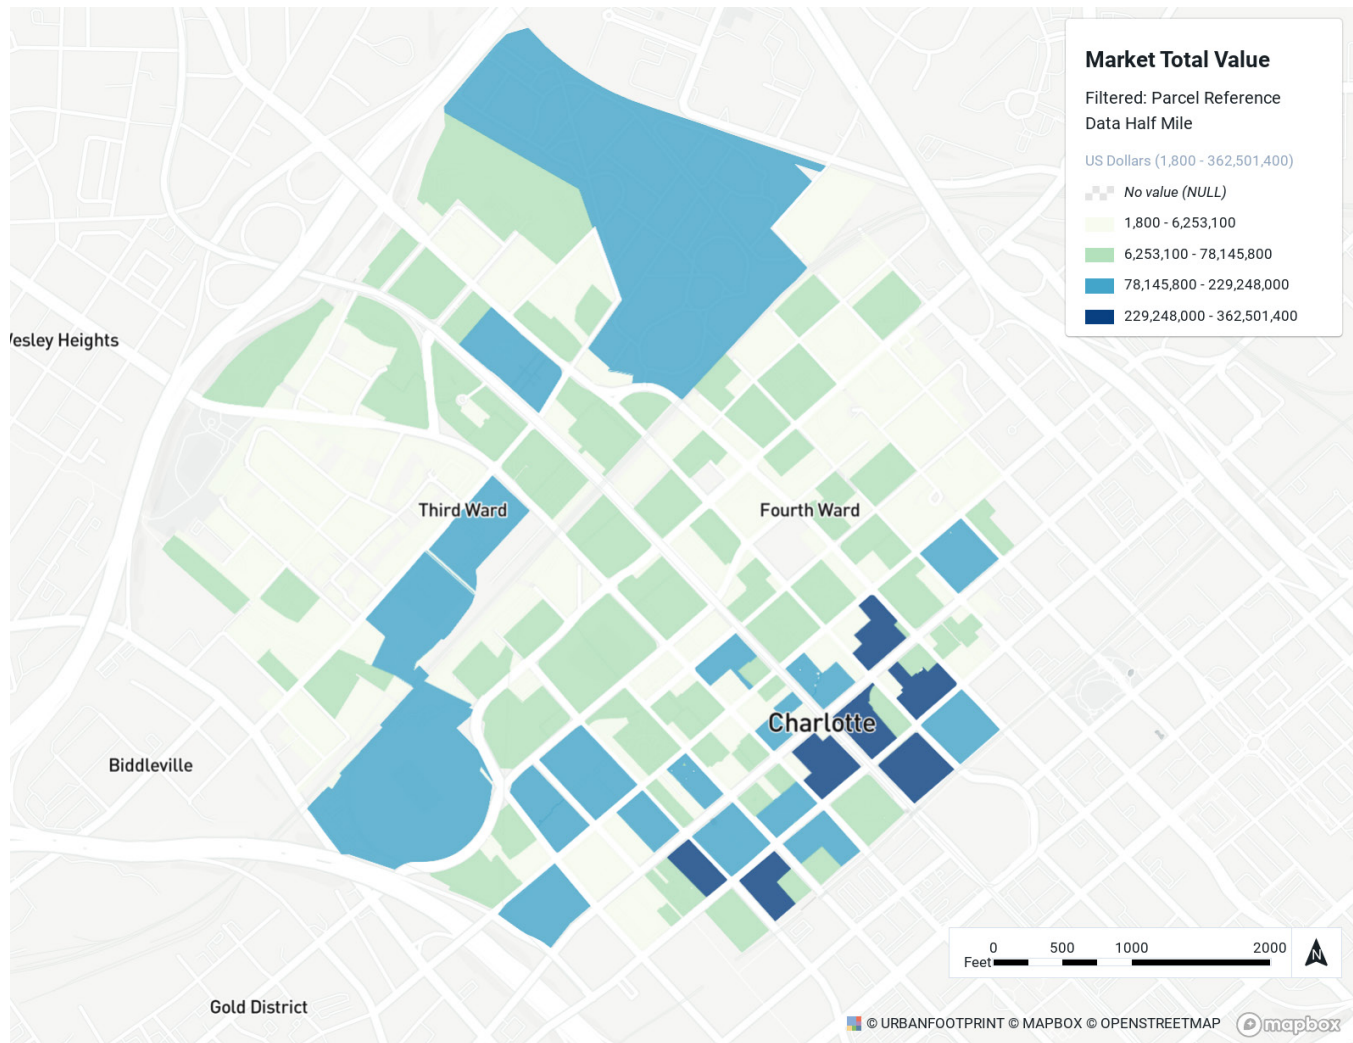 Market Total Value
Filtered: Parcel Reference
Data Half Mile
US Dollars (1,800 - 362,501,400)
No value (NULL)
1,800 - 6,253,100
6,253,100 - 78,145,800
78,145,800 - 229,248,000
229,248,000 - 362,501,400
esley Heights
Third Ward
Fourth Ward
Charlotte
Biddleville
Gold District
0 500 1000 2000
Feet
N
© URBANFOOTPRINT © MAPBOX © OPENSTREETMAP
mapbox